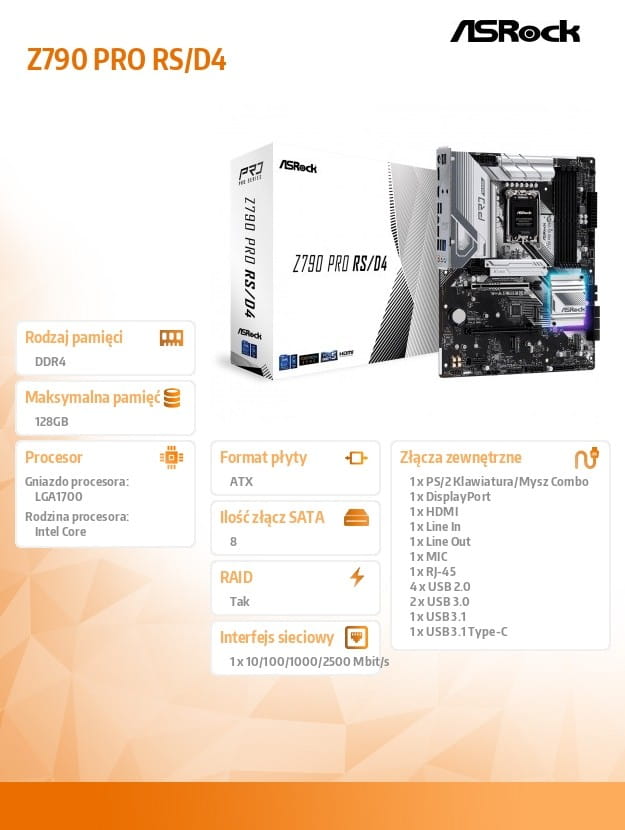 ASRock
Z790 PRO RS/D4
PRO
PRO SERIES
ASRock
Z790 PRO RS/D4
Z790 PRO RS/D4
ASRock
HDMI
ASRock
ASRock
Rodzaj pamięci
DDR4
Maksymalna pamięć
128GB
Procesor
Gniazdo procesora:
LGA1700
Rodzina procesora:
Intel Core
Format płyty
ATX
Ilość złącz SATA
8
RAID
Tak
Interfejs sieciowy
1 x 10/100/1000/2500 Mbit/s
Złącza zewnętrzne
1 x PS/2 Klawiatura/Mysz Combo
1 x DisplayPort
1 x HDMI
1 x Line In
1 x Line Out
1 x MIC
1 x RJ-45
4 x USB 2.0
2 x USB 3.0
1 x USB 3.1
1 x USB 3.1 Type-C